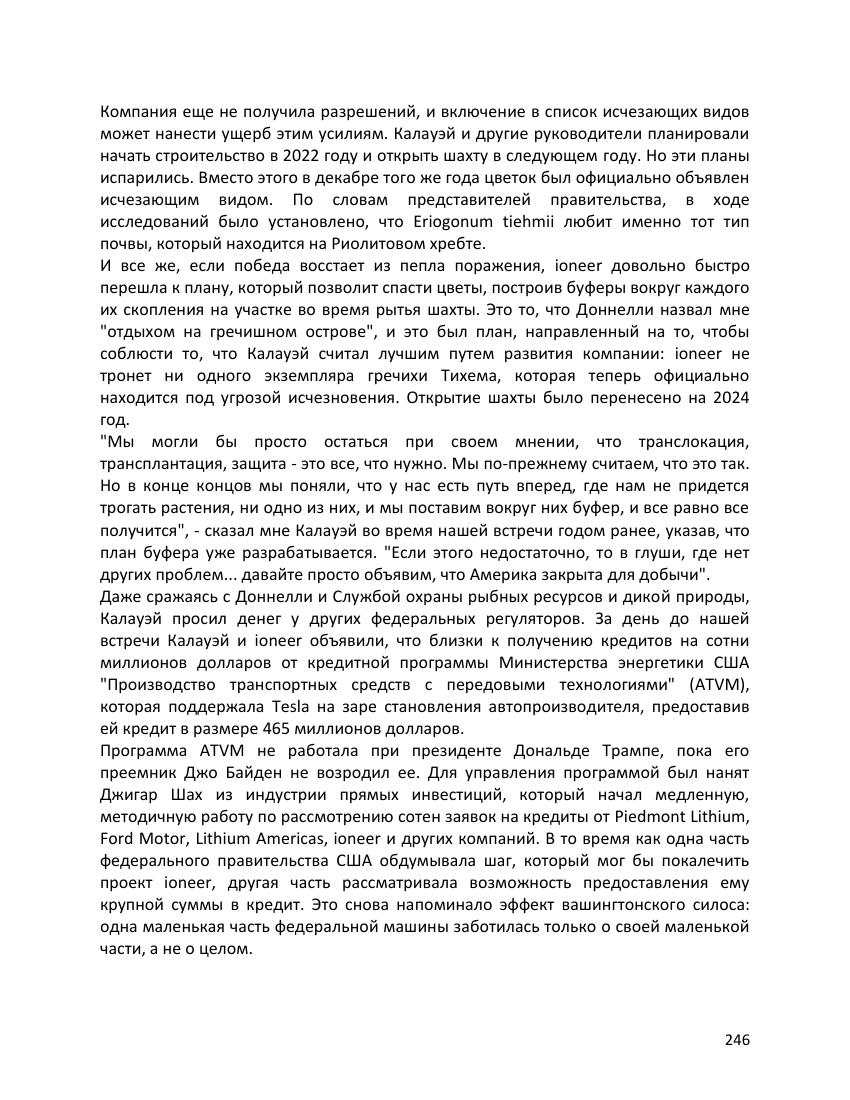 Компания еще не получила разрешений, и включение в список исчезающих видов
может нанести ущерб этим усилиям. Калауэй и другие руководители планировали
начать строительство в 2022 году и открыть шахту в следующем году. Но эти планы
испарились. Вместо этого в декабре того же года цветок был официально объявлен
исчезающим видом. По словам представителей правительства, в ходе
исследований было установлено, что Eriogonum tiehmii любит именно тот тип
почвы, который находится на Риолитовом хребте.
И все же, если победа восстает из пепла поражения, ioneer довольно быстро
перешла к плану, который позволит спасти цветы, построив буферы вокруг каждого
их скопления на участке во время рытья шахты. Это то, что Доннелли назвал мне
"отдыхом на гречишном острове", и это был план, направленный на то, чтобы
соблюсти то, что Калауэй считал лучшим путем развития компании: ioneer не
тронет ни одного экземпляра гречихи Тихема, которая теперь официально
находится под угрозой исчезновения. Открытие шахты было перенесено на 2024
год.
"Мы могли бы просто остаться при своем мнении, что транслокация,
трансплантация, защита - это все, что нужно. Мы по-прежнему считаем, что это так.
Но в конце концов мы поняли, что у нас есть путь вперед, где нам не придется
трогать растения, ни одно из них, и мы поставим вокруг них буфер, и все равно все
получится", - сказал мне Калауэй во время нашей встречи годом ранее, указав, что
план буфера уже разрабатывается. "Если этого недостаточно, то в глуши, где нет
других проблем... давайте просто объявим, что Америка закрыта для добычи".
Даже сражаясь с Доннелли и Службой охраны рыбных ресурсов и дикой природы,
Калауэй просил денег у других федеральных регуляторов. За день до нашей
встречи Калауэй и ioneer объявили, что близки к получению кредитов на сотни
миллионов долларов от кредитной программы Министерства энергетики США
"Производство транспортных средств с передовыми технологиями" (ATVM),
которая поддержала Tesla на заре становления автопроизводителя, предоставив
ей кредит в размере 465 миллионов долларов.
Программа ATVM не работала при президенте Дональде Трампе, пока его
преемник Джо Байден не возродил ее. Для управления программой был нанят
Джигар Шах из индустрии прямых инвестиций, который начал медленную,
методичную работу по рассмотрению сотен заявок на кредиты от Piedmont Lithium,
Ford Motor, Lithium Americas, ioneer и других компаний. В то время как одна часть
федерального правительства США обдумывала шаг, который мог бы покалечить
проект ioneer, другая часть рассматривала возможность предоставления ему
крупной суммы в кредит. Это снова напоминало эффект вашингтонского силоса:
одна маленькая часть федеральной машины заботилась только о своей маленькой
части, а не о целом.
246